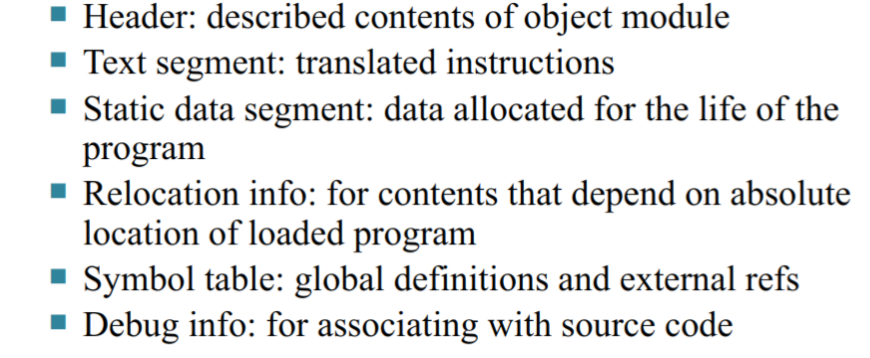 ■ Header: described contents of object module
■ Text segment: translated instructions
■ Static data segment: data allocated for the life of the
program
■ Relocation info: for contents that depend on absolute
location of loaded program
■ Symbol table: global definitions and external refs
■ Debug info: for associating with source code